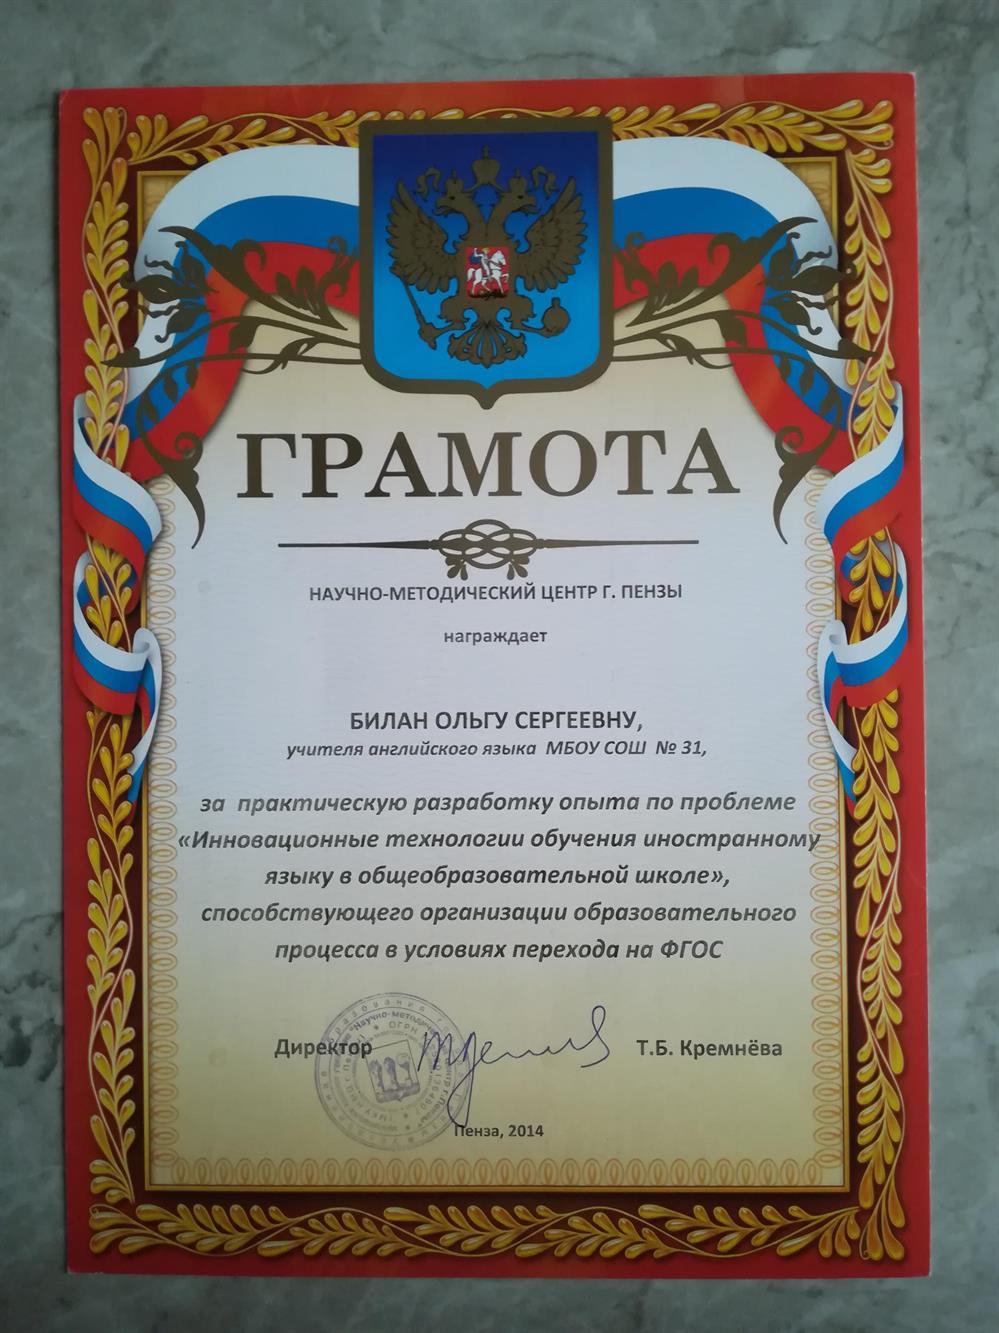 ГРАМОТА
НАУЧНО-МЕТОДИЧЕСКИЙ ЦЕНТР Г. ПЕНЗЫ
награждает
БИЛАН ОЛЬГУ СЕРГЕЕВНУ,
учителя английского языка МБОУ СОШ № 31,
за практическую разработку опыта по проблеме
«Инновационные технологии обучения иностранному
языку в общеобразовательной школе»,
способствующего организации образовательного
процесса в условиях перехода на ФГОС
Директор Т.Б. Кремнёва
Пенза, 2014